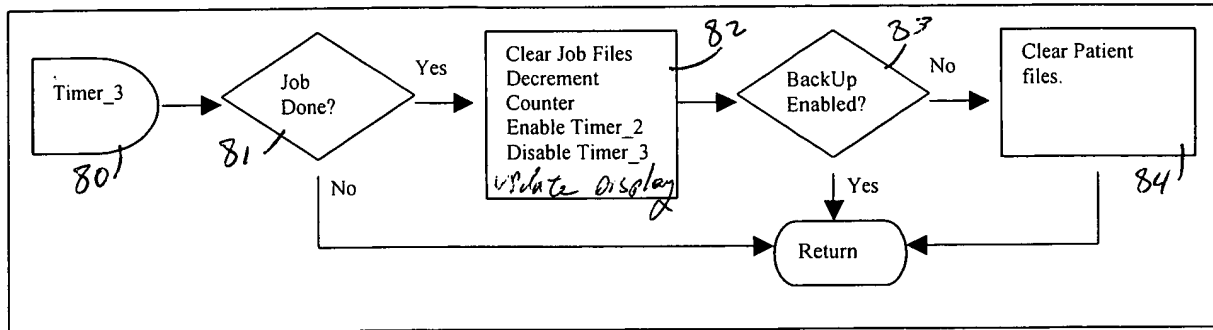 Timer_3
80
Job
Done?
81
Yes
No
Clear Job Files
Decrement
Counter
Enable Timer_2
Disable Timer_3
Update Display
82
BackUp
Enabled?
83
No
Yes
Clear Patient
files.
84
Return